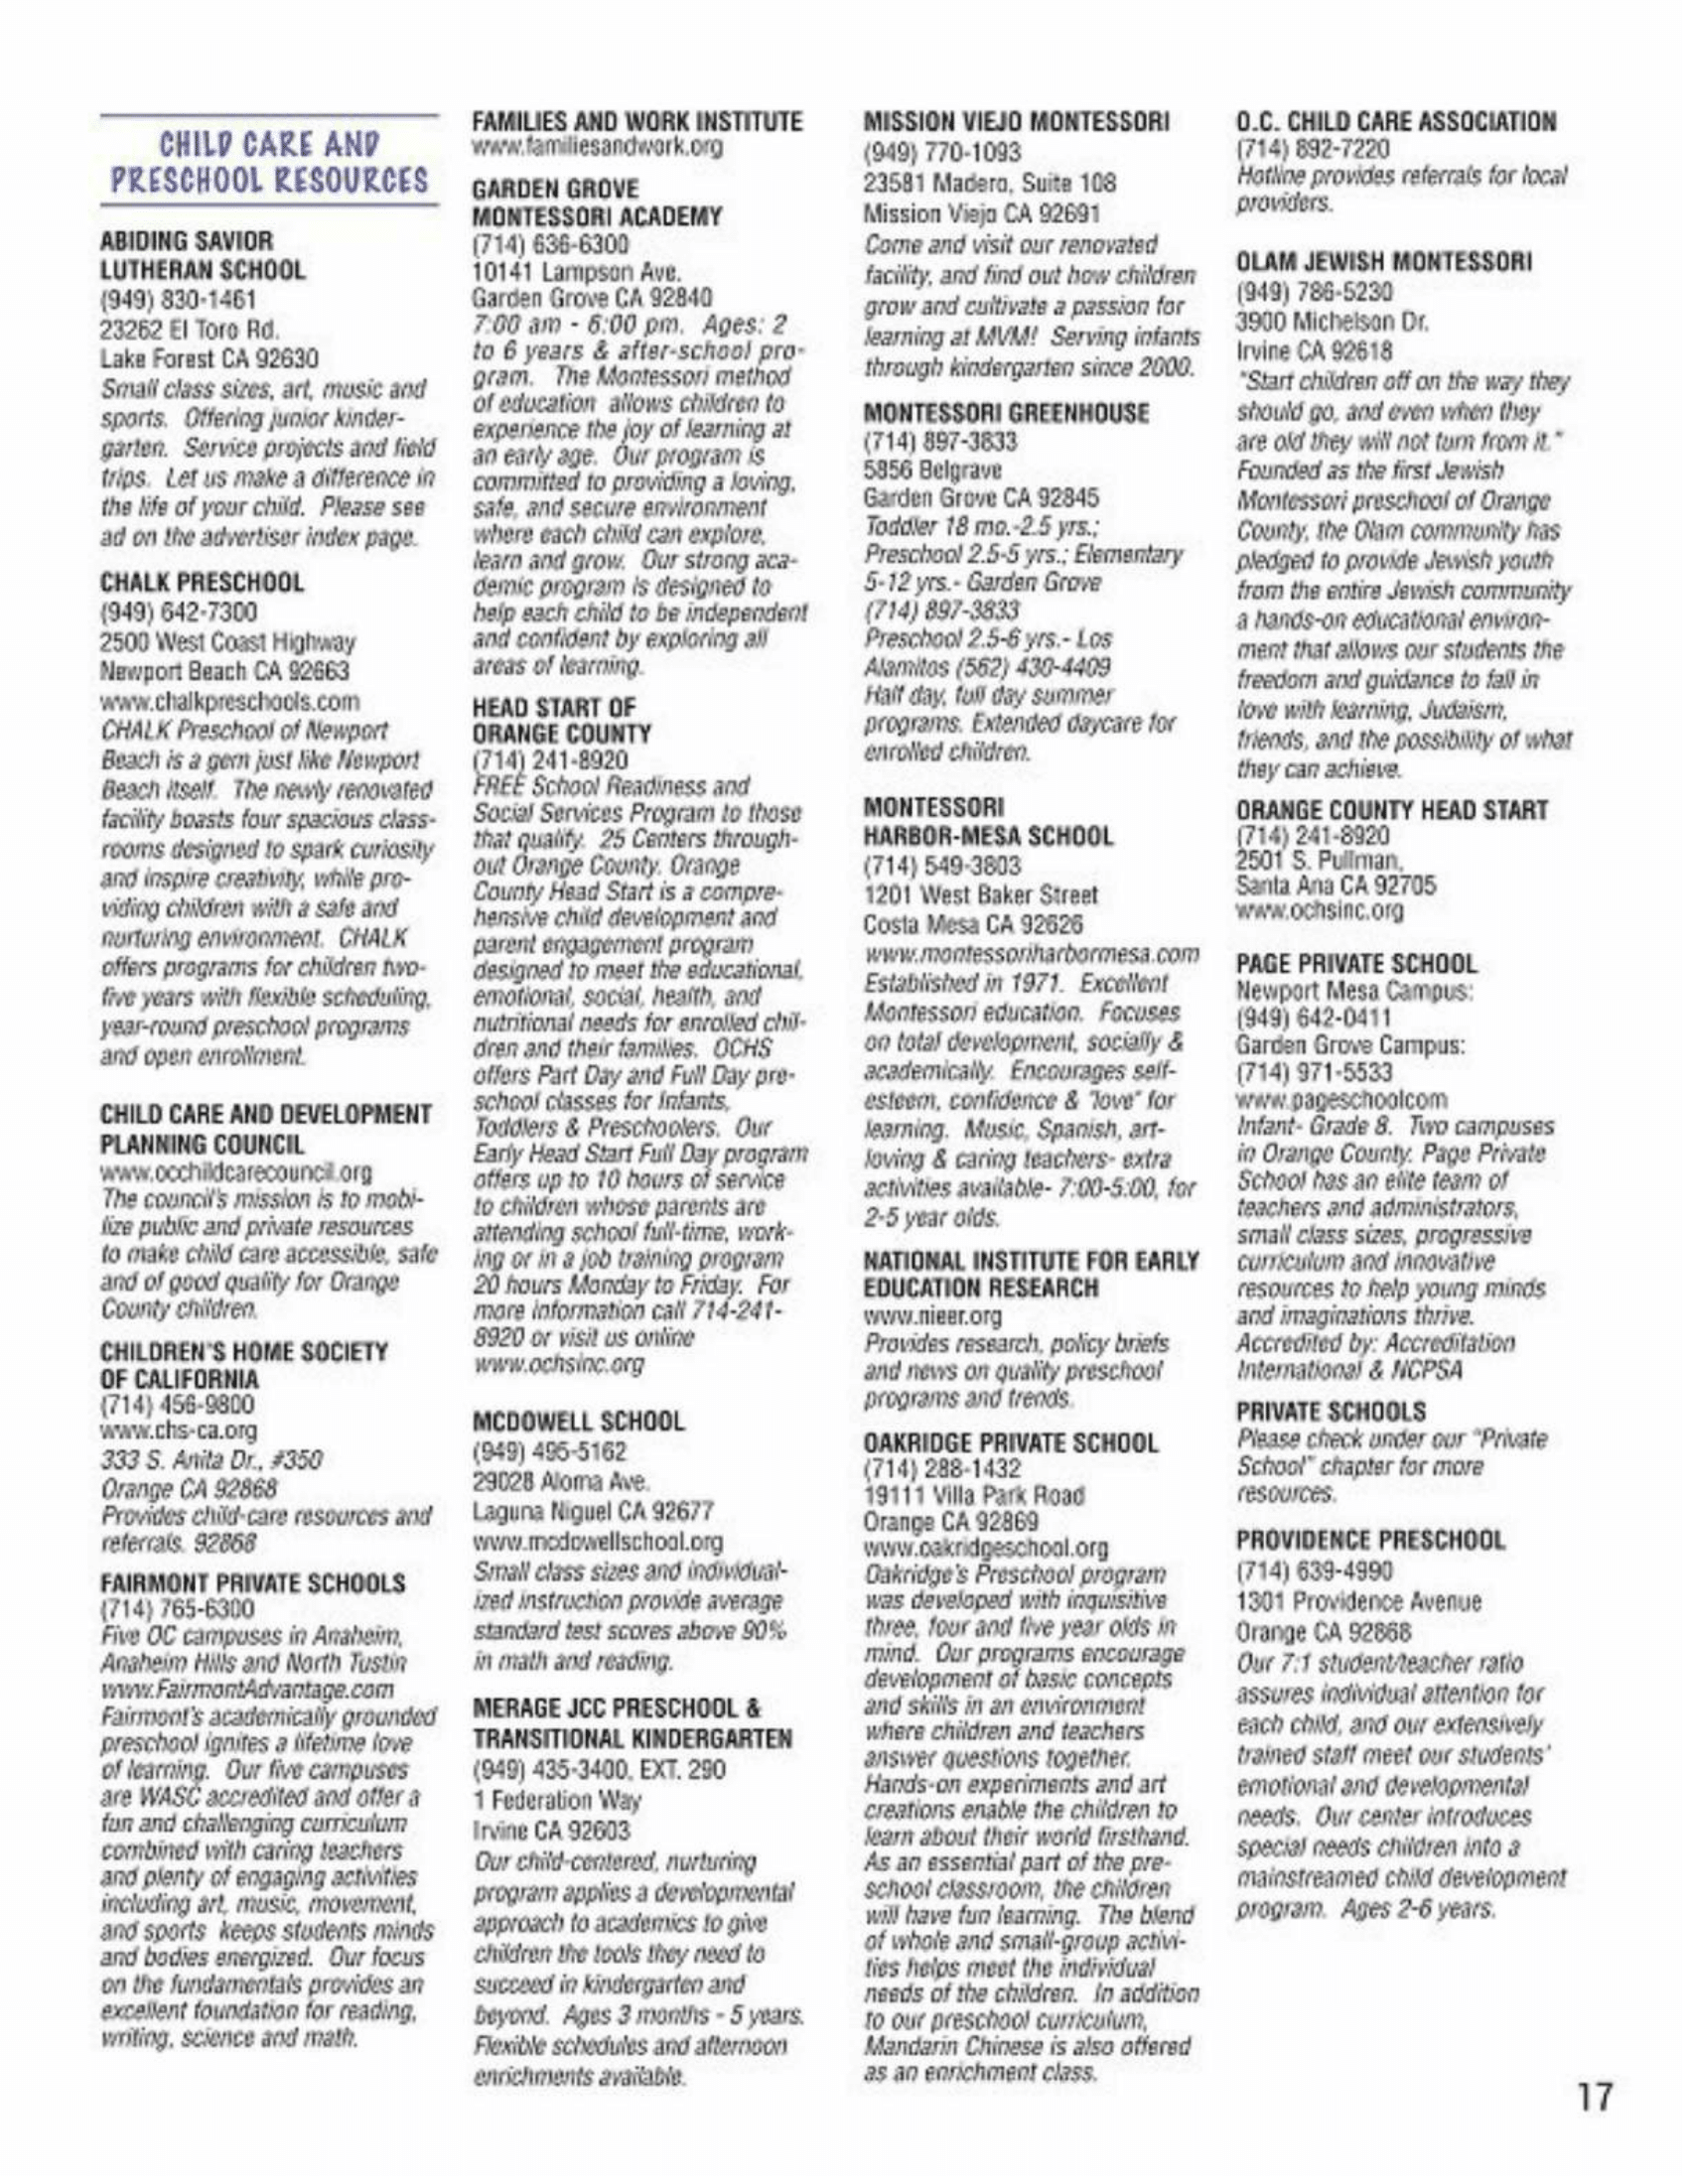 CHILD CARE AND
PRESCHOOL RESOURCES
ABIDING SAVIOR
LUTHERAN SCHOOL
(949) 830-1461
23262 El Toro Rd.
Lake Forest CA 92630
Small class sizes, art, music and
sports. Offering junior kinder-
garten. Service projects and field
trips. Let us make a difference in
the life of your child. Please see
ad on the advertiser index page.
CHALK PRESCHOOL
(949) 642-7300
2500 West Coast Highway
Newport Beach CA 92663
www.chalkpreschools.com
CHALK Preschool of Newport
Beach is a gem just like Newport
Beach itself. The newly renovated
facility boasts four spacious class-
rooms designed to spark curiosity
and inspire creativity, while pro-
viding children with a safe and
nurturing environment. CHALK
offers programs for children two-
five years with flexible scheduling,
year-round preschool programs
and open enrollment.
CHILD CARE AND DEVELOPMENT
PLANNING COUNCIL
www.occhildcarecouncil.org
The council's mission is to mobi-
lize public and private resources
to make child care accessible, safe
and of good quality for Orange
County children.
CHILDREN'S HOME SOCIETY
OF CALIFORNIA
(714) 456-9800
www.chs-ca.org
333 S. Anita Dr., #350
Orange CA 92868
Provides child-care resources and
referrals. 92868
FAIRMONT PRIVATE SCHOOLS
(714) 765-6300
Five OC campuses in Anaheim,
Anaheim Hills and North Tustin
www.FairmontAdvantage.com
Fairmont's academically grounded
preschool ignites a lifetime love
of learning. Our five campuses
are WASC accredited and offer a
fun and challenging curriculum
combined with caring teachers
and plenty of engaging activities
including art, music, movement,
and sports keeps students minds
and bodies energized. Our focus
on the fundamentals provides an
excellent foundation for reading,
writing, science and math.
FAMILIES AND WORK INSTITUTE
www.familiesandwork.org
GARDEN GROVE
MONTESSORI ACADEMY
(714) 636-6300
10141 Lampson Ave.
Garden Grove CA 92840
7:00 am - 6:00 pm. Ages: 2
to 6 years & after-school pro-
gram. The Montessori method
of education allows children to
experience the joy of learning at
an early age. Our program is
committed to providing a loving,
safe, and secure environment
where each child can explore,
learn and grow. Our strong aca-
demic program is designed to
help each child to be independent
and confident by exploring all
areas of learning.
HEAD START OF
ORANGE COUNTY
(714) 241-8920
FREE School Readiness and
Social Services Program to those
that qualify. 25 Centers through-
out Orange County. Orange
County Head Start is a compre-
hensive child development and
parent engagement program
designed to meet the educational,
emotional, social, health, and
nutritional needs for enrolled chil-
dren and their families. OCHS
offers Part Day and Full Day pre-
school classes for Infants,
Toddlers & Preschoolers. Our
Early Head Start Full Day program
offers up to 10 hours of service
to children whose parents are
attending school full-time, work-
ing or in a job training program
20 hours Monday to Friday. For
more information call 714-241-
8920 or visit us online
www.ochsinc.org
MCDOWELL SCHOOL
(949) 495-5162
29028 Aloma Ave.
Laguna Niguel CA 92677
www.mcdowellschool.org
Small class sizes and individual-
ized instruction provide average
standard test scores above 90%
in math and reading.
MERAGE JCC PRESCHOOL &
TRANSITIONAL KINDERGARTEN
(949) 435-3400, EXT. 290
1 Federation Way
Irvine CA 92603
Our child-centered, nurturing
program applies a developmental
approach to academics to give
children the tools they need to
succeed in kindergarten and
beyond. Ages 3 months - 5 years.
Flexible schedules and afternoon
enrichments available.
MISSION VIEJO MONTESSORI
(949) 770-1093
23581 Madero, Suite 108
Mission Viejo CA 92691
Come and visit our renovated
facility, and find out how children
grow and cultivate a passion for
learning at MVM! Serving infants
through kindergarten since 2000.
MONTESSORI GREENHOUSE
(714) 897-3833
5856 Belgrave
Garden Grove CA 92845
Toddler 18 mo.-2.5 yrs.;
Preschool 2.5-5 yrs.; Elementary
5-12 yrs.- Garden Grove
(714) 897-3833
Preschool 2.5-6 yrs.- Los
Alamitos (562) 430-4409
Half day, full day summer
programs. Extended daycare for
enrolled children.
MONTESSORI
HARBOR-MESA SCHOOL
(714) 549-3803
1201 West Baker Street
Costa Mesa CA 92626
www.montessoriharbormesa.com
Established in 1971. Excellent
Montessori education. Focuses
on total development, socially &
academically. Encourages self-
esteem, confidence & "love" for
learning. Music, Spanish, art-
loving & caring teachers- extra
activities available- 7:00-5:00, for
2-5 year olds.
NATIONAL INSTITUTE FOR EARLY
EDUCATION RESEARCH
www.nieer.org
Provides research, policy briefs
and news on quality preschool
programs and trends.
OAKRIDGE PRIVATE SCHOOL
(714) 288-1432
19111 Villa Park Road
Orange CA 92869
www.oakridgeschool.org
Oakridge's Preschool program
was developed with inquisitive
three, four and five year olds in
mind. Our programs encourage
development of basic concepts
and skills in an environment
where children and teachers
answer questions together.
Hands-on experiments and art
creations enable the children to
learn about their world firsthand.
As an essential part of the pre-
school classroom, the children
will have fun learning. The blend
of whole and small-group activi-
ties helps meet the individual
needs of the children. In addition
to our preschool curriculum,
Mandarin Chinese is also offered
as an enrichment class.
O.C. CHILD CARE ASSOCIATION
(714) 892-7220
Hotline provides referrals for local
providers.
OLAM JEWISH MONTESSORI
(949) 786-5230
3900 Michelson Dr.
Irvine CA 92618
"Start children off on the way they
should go, and even when they
are old they will not turn from it."
Founded as the first Jewish
Montessori preschool of Orange
County, the Olam community has
pledged to provide Jewish youth
from the entire Jewish community
a hands-on educational environ-
ment that allows our students the
freedom and guidance to fall in
love with learning, Judaism,
friends, and the possibility of what
they can achieve.
ORANGE COUNTY HEAD START
(714) 241-8920
2501 S. Pullman,
Santa Ana CA 92705
www.ochsinc.org
PAGE PRIVATE SCHOOL
Newport Mesa Campus:
(949) 642-0411
Garden Grove Campus:
(714) 971-5533
www.pageschoolcom
Infant- Grade 8. Two campuses
in Orange County. Page Private
School has an elite team of
teachers and administrators,
small class sizes, progressive
curriculum and innovative
resources to help young minds
and imaginations thrive.
Accredited by: Accreditation
International & NCPSA
PRIVATE SCHOOLS
Please check under our "Private
School" chapter for more
resources.
PROVIDENCE PRESCHOOL
(714) 639-4990
1301 Providence Avenue
Orange CA 92868
Our 7:1 student/teacher ratio
assures individual attention for
each child, and our extensively
trained staff meet our students'
emotional and developmental
needs. Our center introduces
special needs children into a
mainstreamed child development
program. Ages 2-6 years.
17